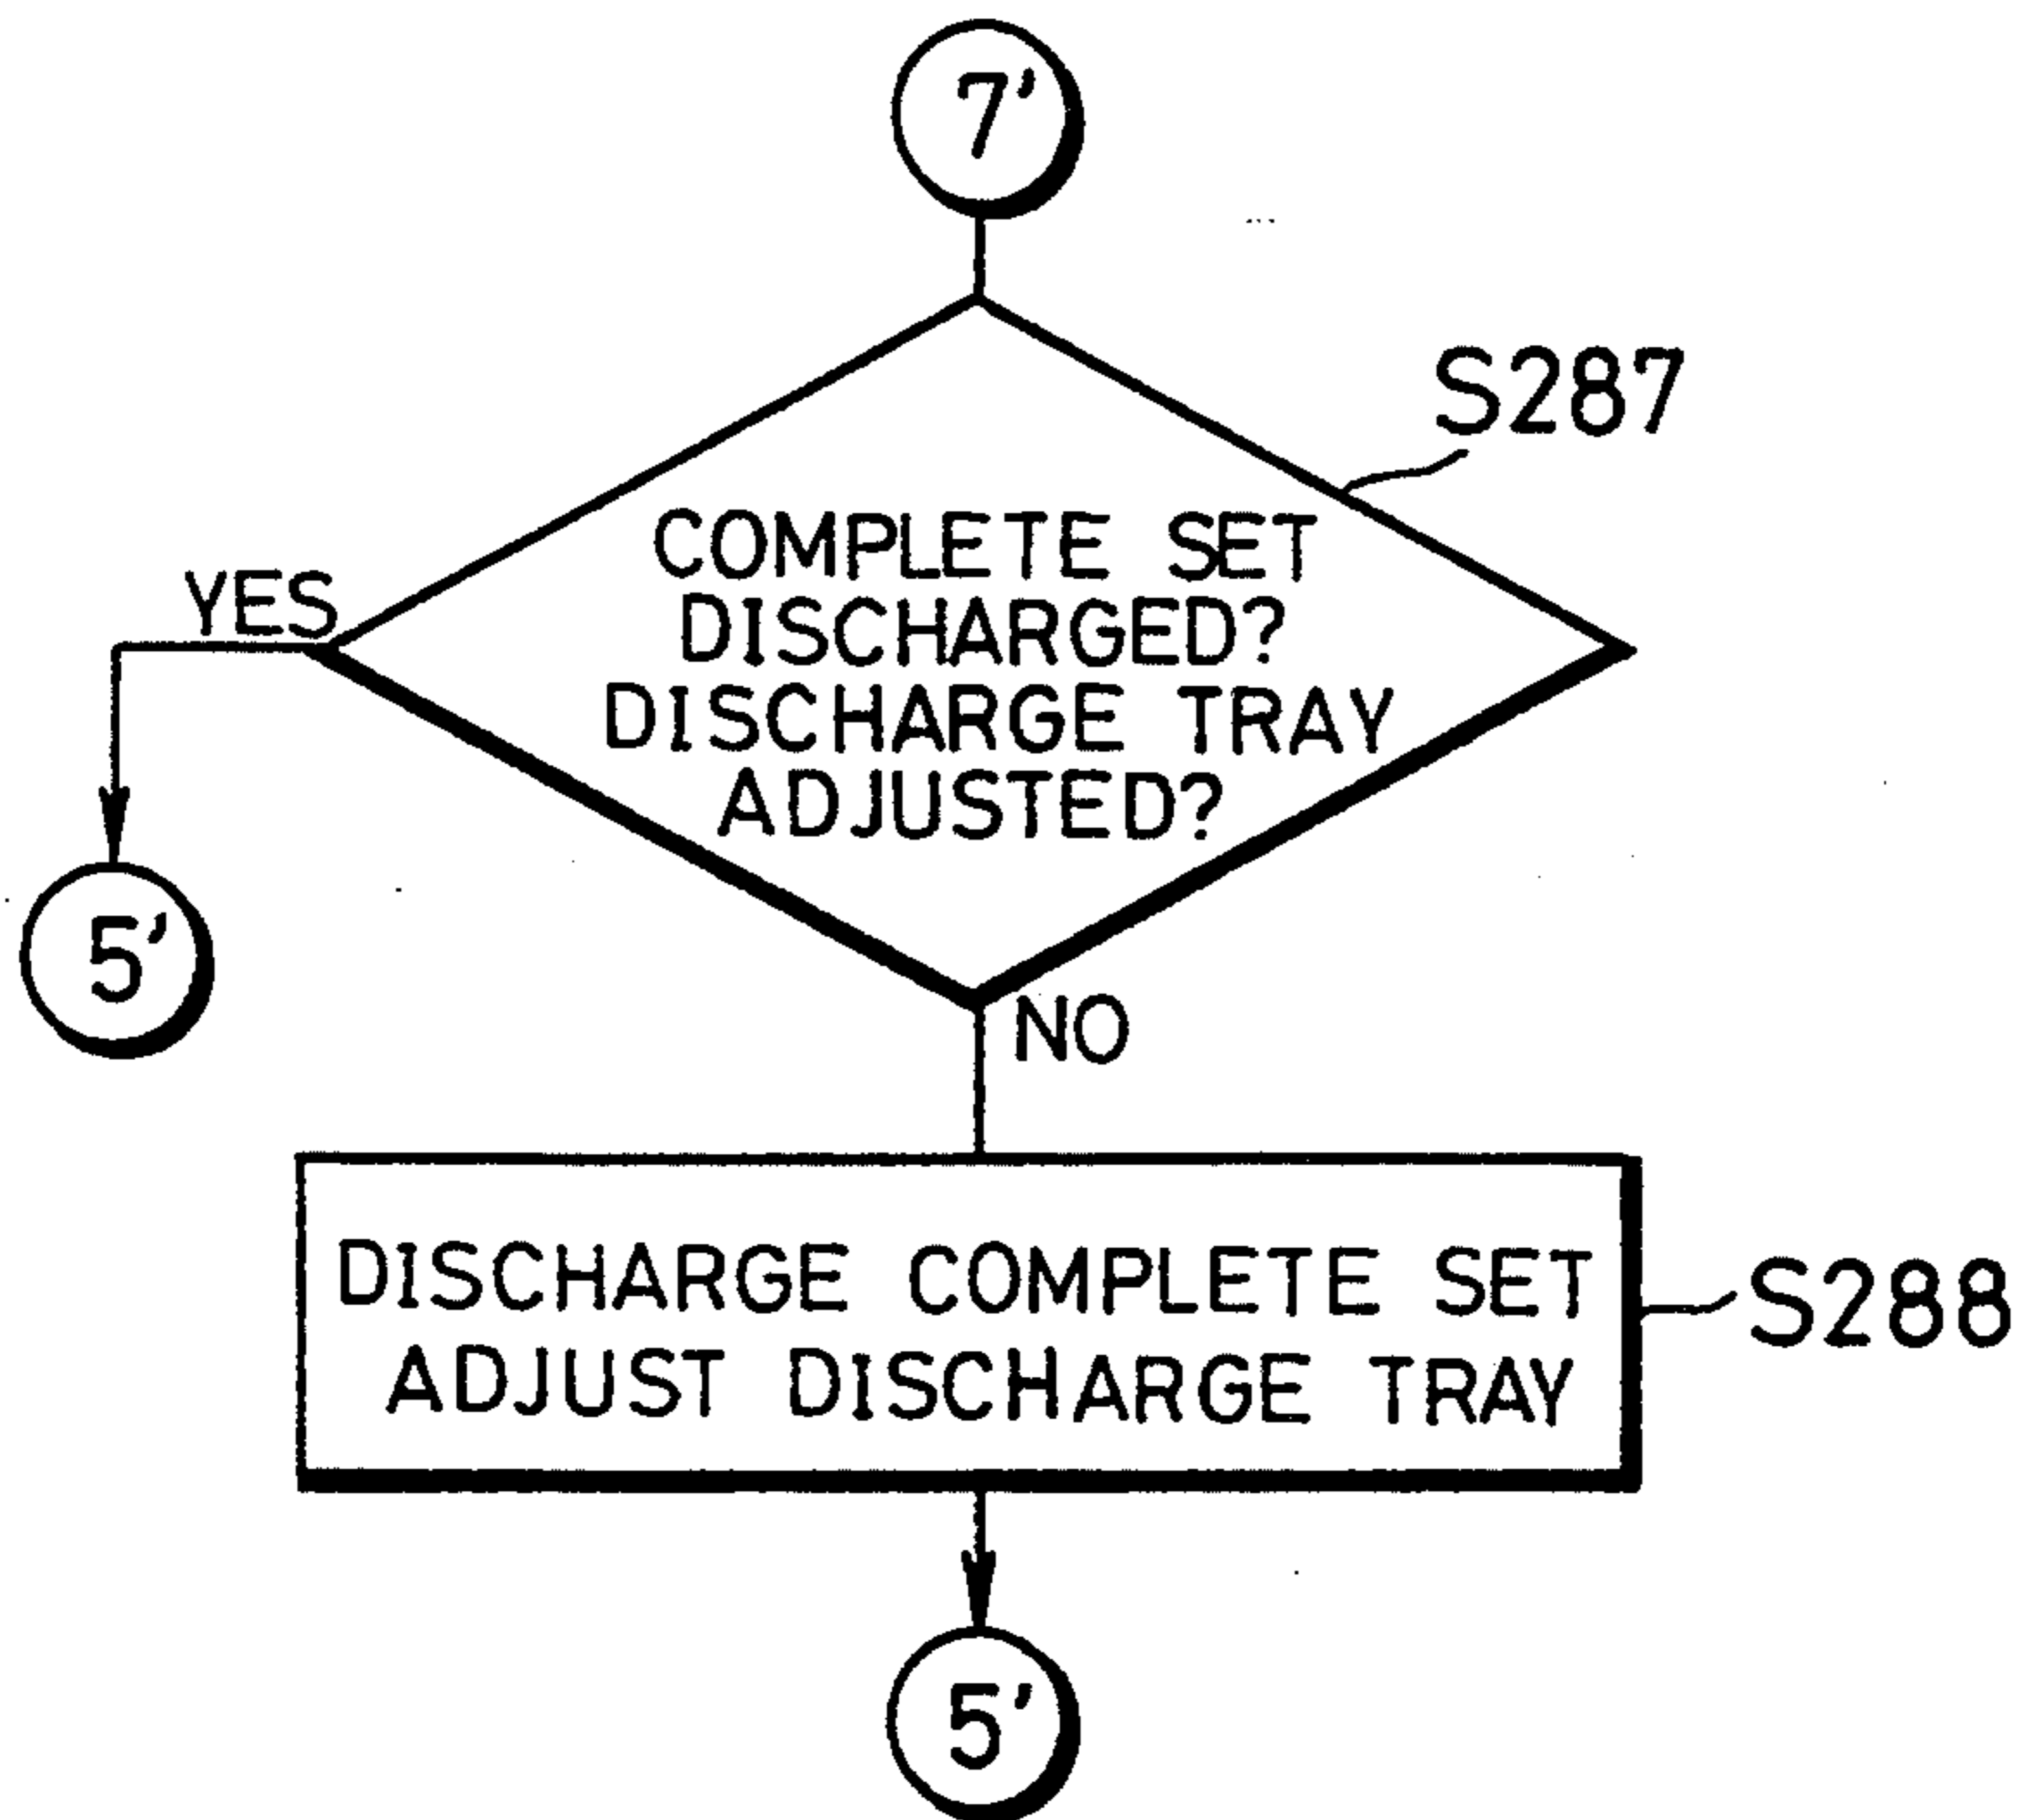 7'
S287
COMPLETE SET
DISCHARGED?
DISCHARGE TRAY
ADJUSTED?
YES
5'
NO
DISCHARGE COMPLETE SET
ADJUST DISCHARGE TRAY
S288
5'